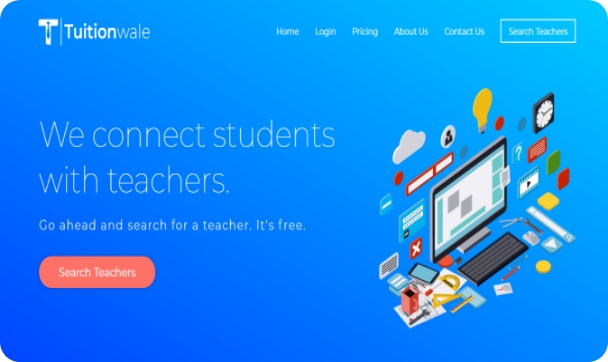 Tuitionwale
Home Login Pricing About Us Contact Us Search Teachers
We connect students
with teachers.
Go ahead and search for a teacher. It's free.
Search Teachers